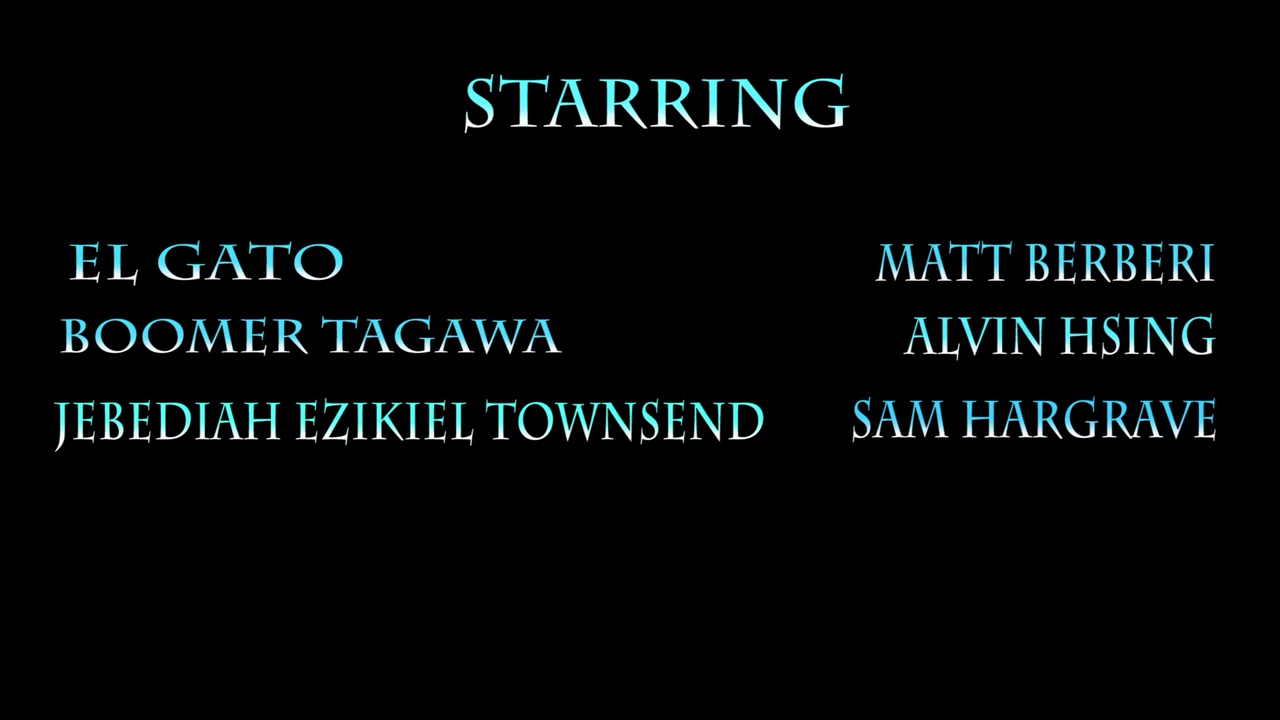 STARRING
EL GATO MATT BERBERI
BOOMER TAGAWA ALVIN HSING
JEBEDIAH EZIKIEL TOWNSEND SAM HARGRAVE